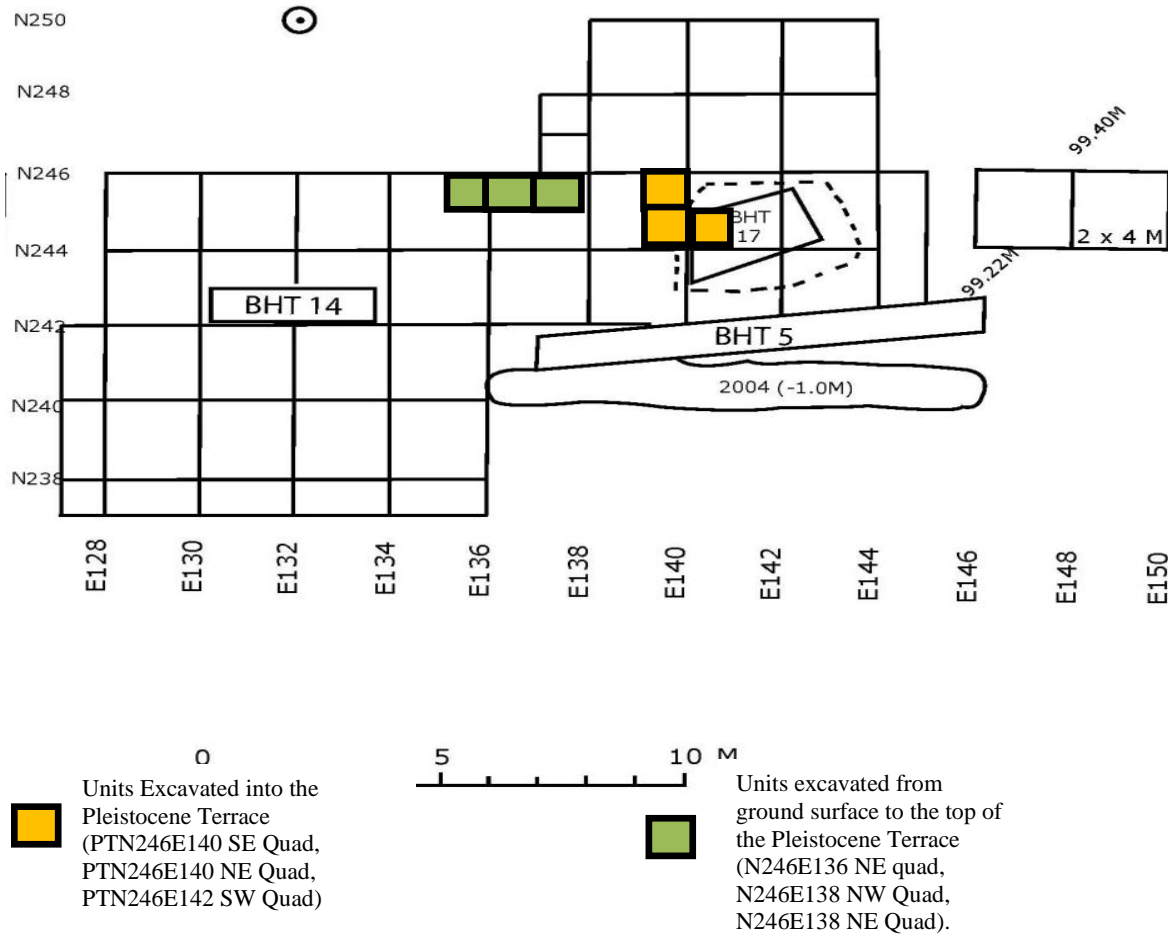 N250
N248
N246
N244
N242
N240
N238
99.40M
BHT
17
2 x 4 M
99.22M
BHT 14
BHT 5
2004 (-1.0M)
E128
E130
E132
E134
E136
E138
E140
E142
E144
E146
E148
E150
0
5
10 M
Units Excavated into the
Pleistocene Terrace
(PTN246E140 SE Quad,
PTN246E140 NE Quad,
PTN246E142 SW Quad)
Units excavated from
ground surface to the top of
the Pleistocene Terrace
(N246E136 NE quad,
N246E138 NW Quad,
N246E138 NE Quad).